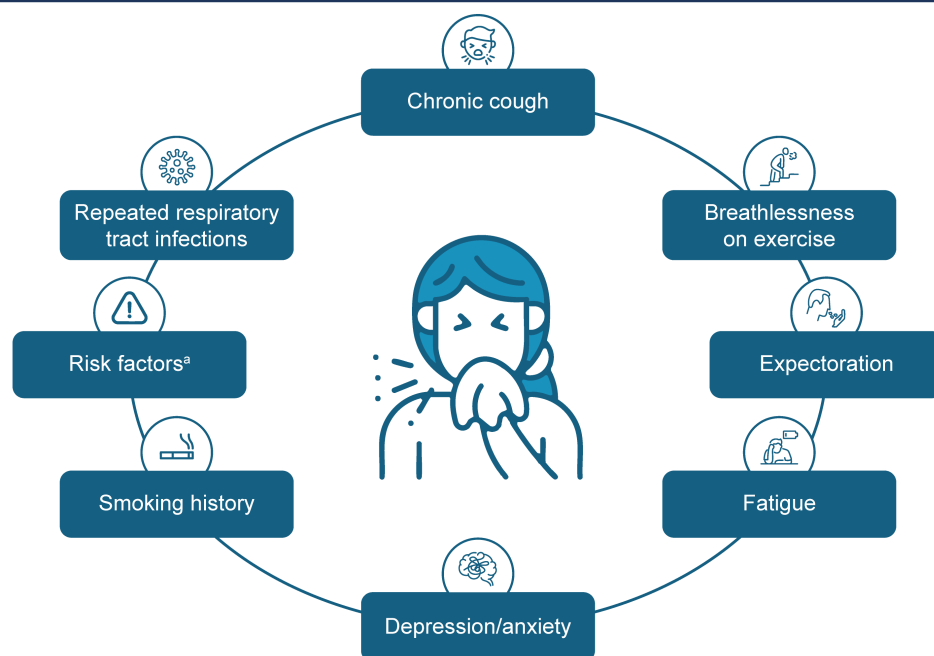 Chronic cough
Repeated respiratory
tract infections
Breathlessness
on exercise
Risk factorsᵃ
Expectoration
Smoking history
Fatigue
Depression/anxiety